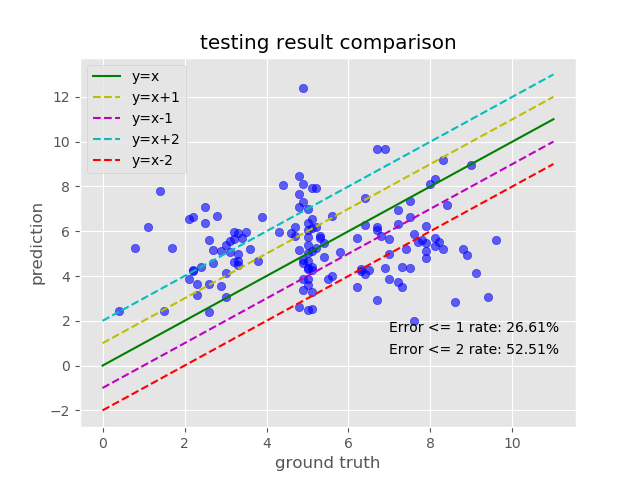 testing result comparison
y=x
y=x+1
y=x-1
y=x+2
y=x-2
12
10
8
6
4
2
0
−2
prediction
Error <= 1 rate: 26.61%
Error <= 2 rate: 52.51%
0 2 4 6 8 10
ground truth